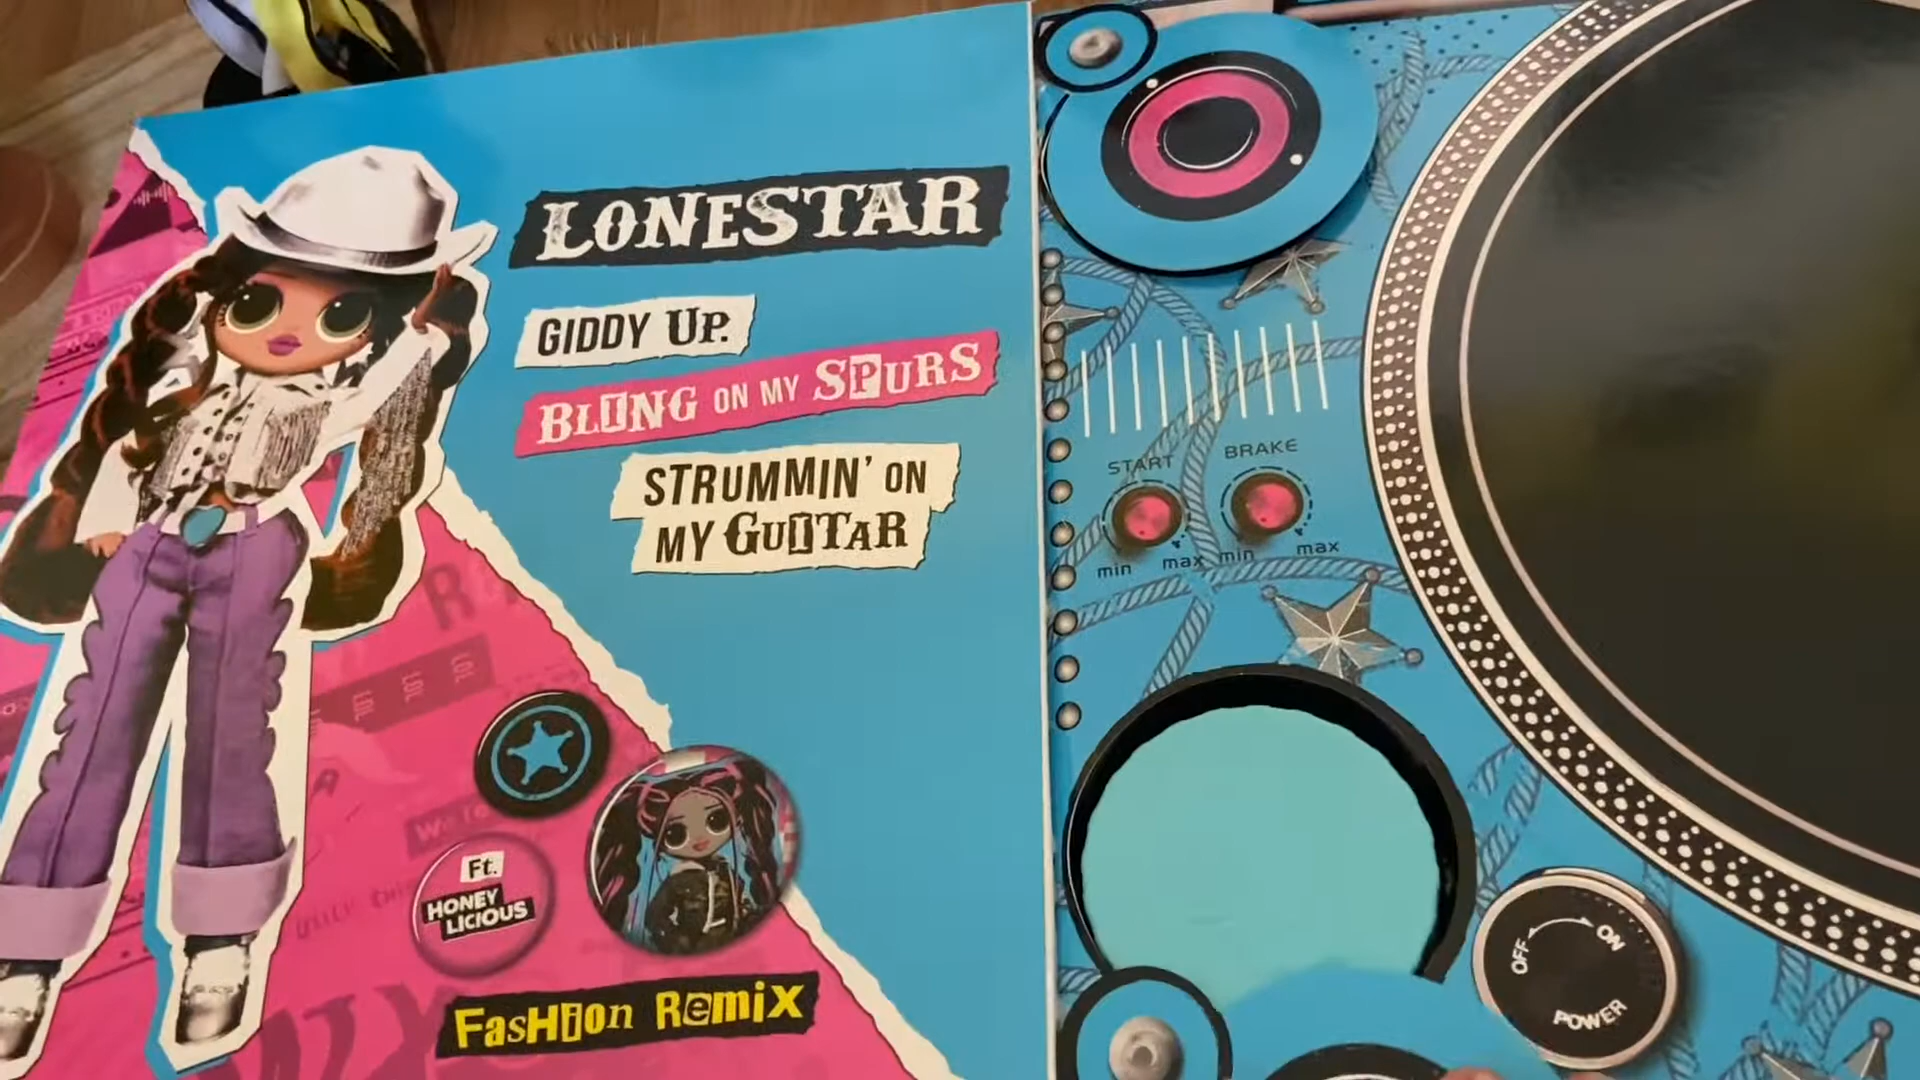 LONESTAR
GIDDY UP.
BLING ON MY SPURS
STRUMMIN' ON
MY GUITAR
Ft.
HONEY
LICIOUS
FASHION REMIX
START
BRAKE
min max
min max
OFF ON
POWER